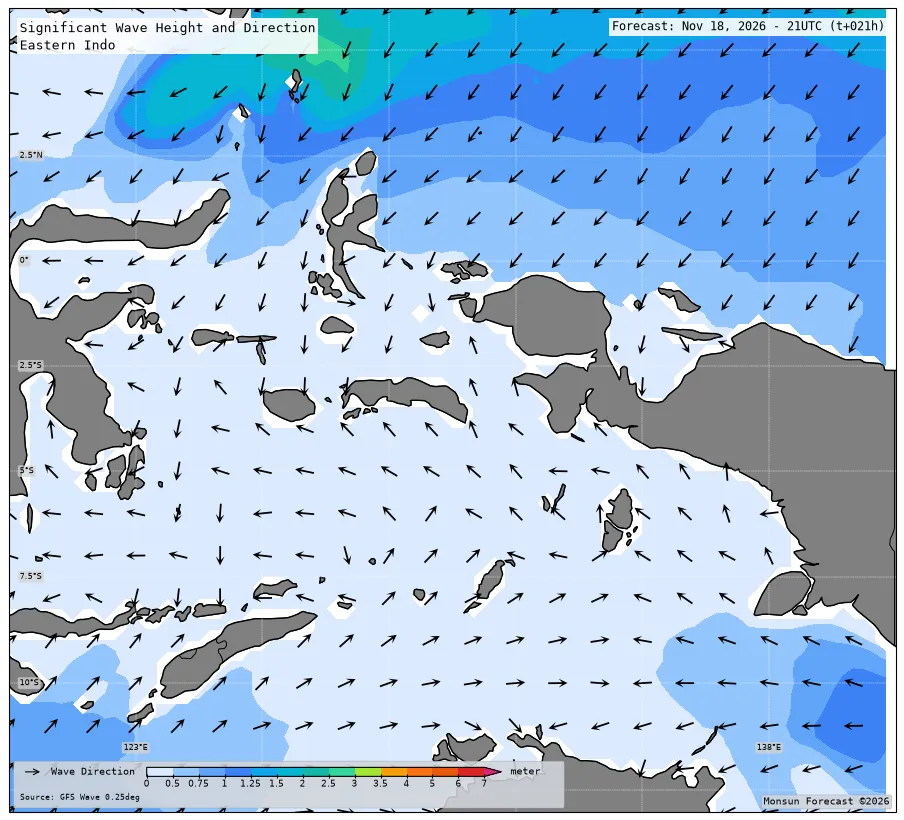 Significant Wave Height and Direction
Eastern Indo
Forecast: Nov 18, 2026 - 21UTC (t+021h)
2.5°N
0°
2.5°S
5°S
7.5°S
10°S
123°E
138°E
Wave Direction
meter
0 0.5 0.75 1 1.25 1.5 2 2.5 3 3.5 4 5 6 7
Source: GFS Wave 0.25deg
Monsun Forecast ©2026